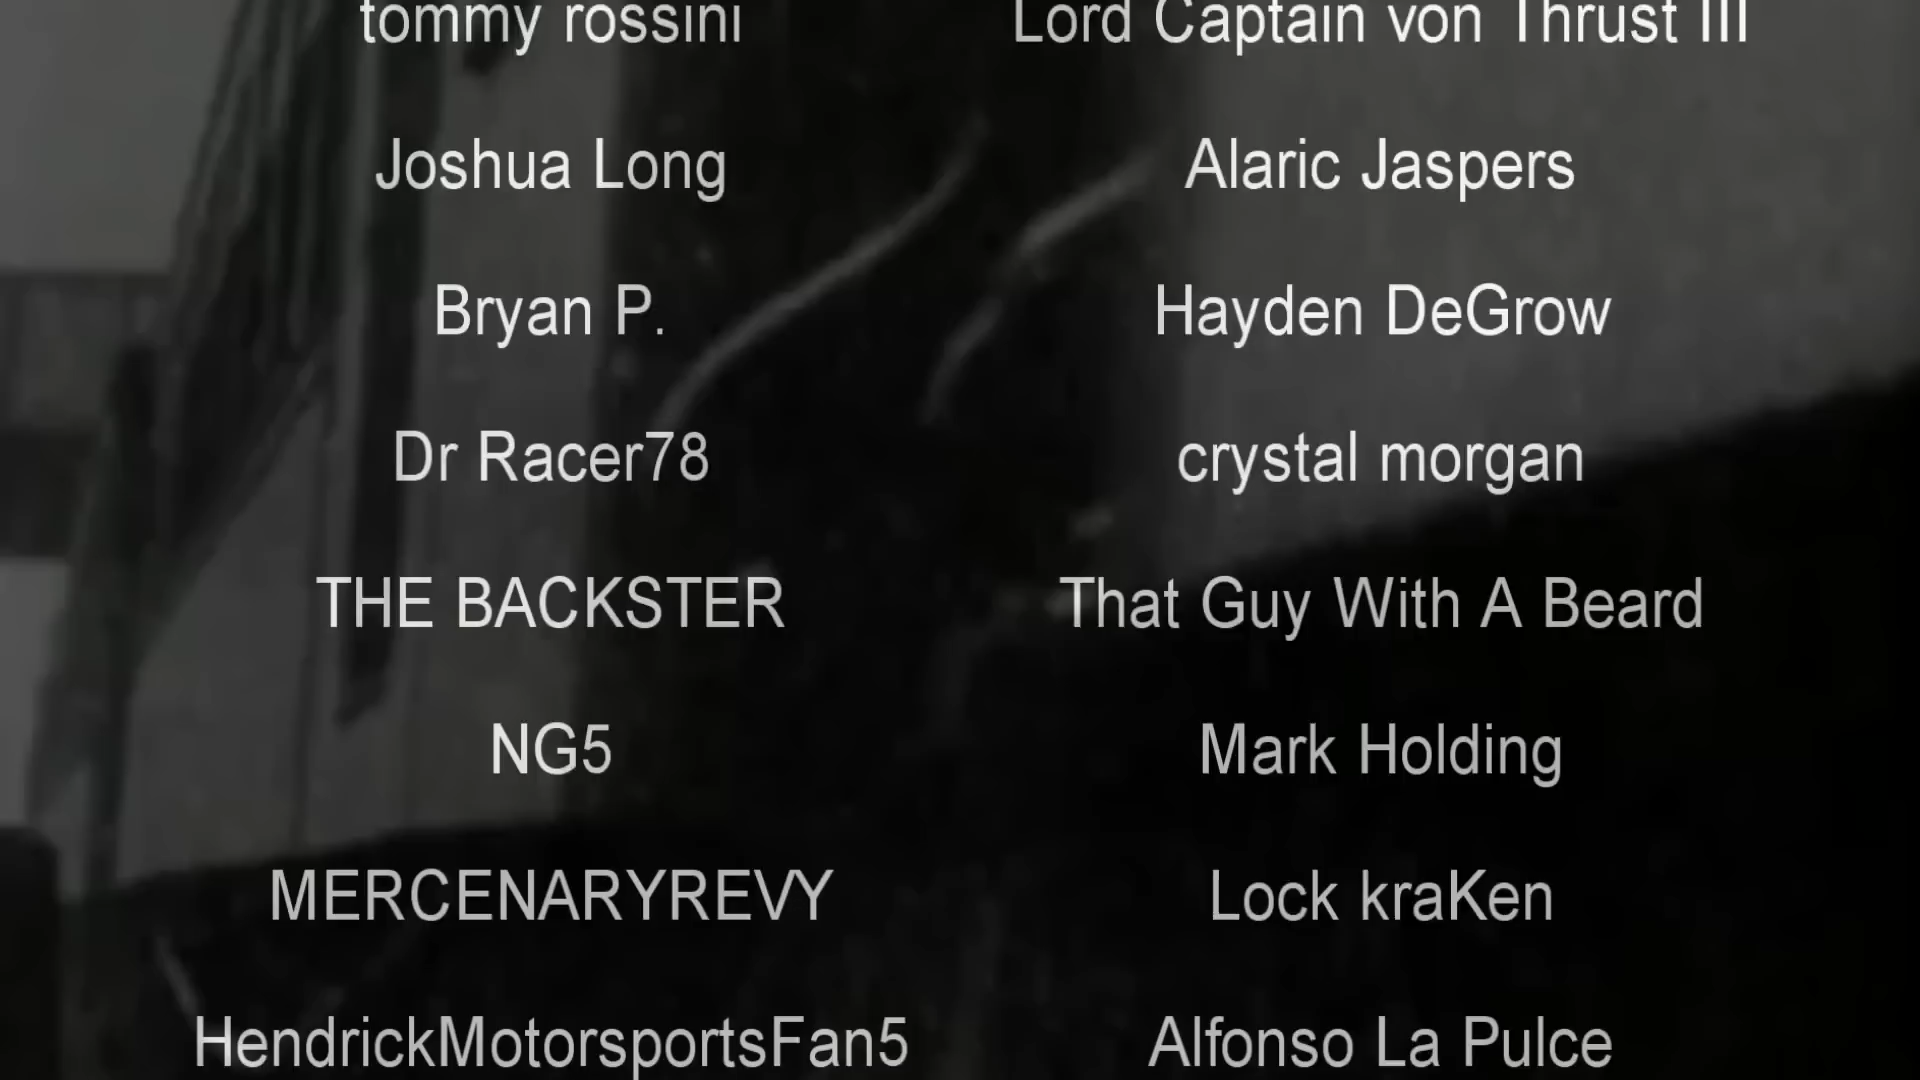 tommy rossini
Lord Captain von Thrust III
Joshua Long
Alaric Jaspers
Bryan P.
Hayden DeGrow
Dr Racer78
crystal morgan
THE BACKSTER
That Guy With A Beard
NG5
Mark Holding
MERCENARYREVY
Lock kraKen
HendrickMotorsportsFan5
Alfonso La Pulce